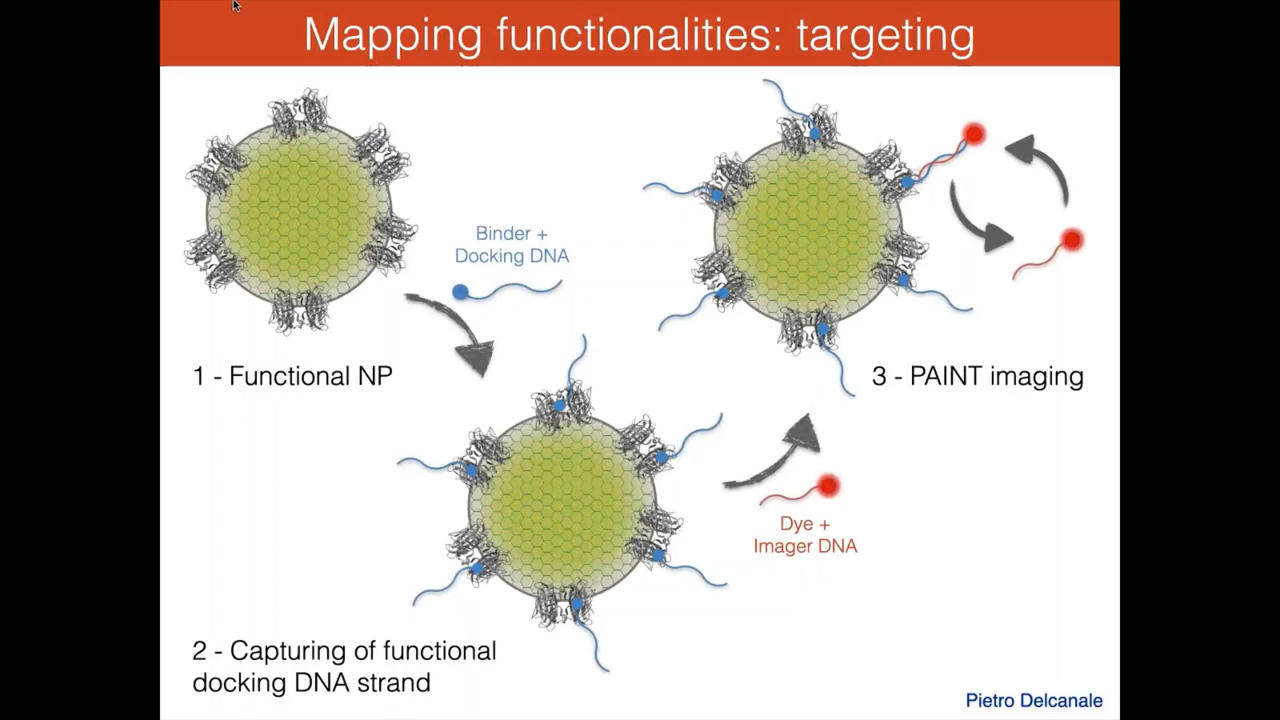 Mapping functionalities: targeting
Binder +
Docking DNA
1 - Functional NP
3 - PAINT imaging
Dye +
Imager DNA
2 - Capturing of functional
docking DNA strand
Pietro Delcanale